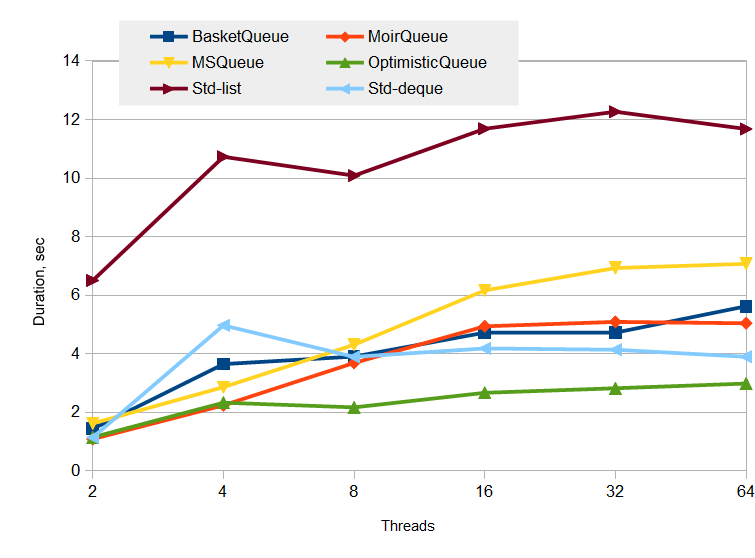 BasketQueue MoirQueue
MSQueue OptimisticQueue
Std-list Std-deque
14
12
10
8
6
4
2
0
Duration, sec
2 4 8 16 32 64
Threads